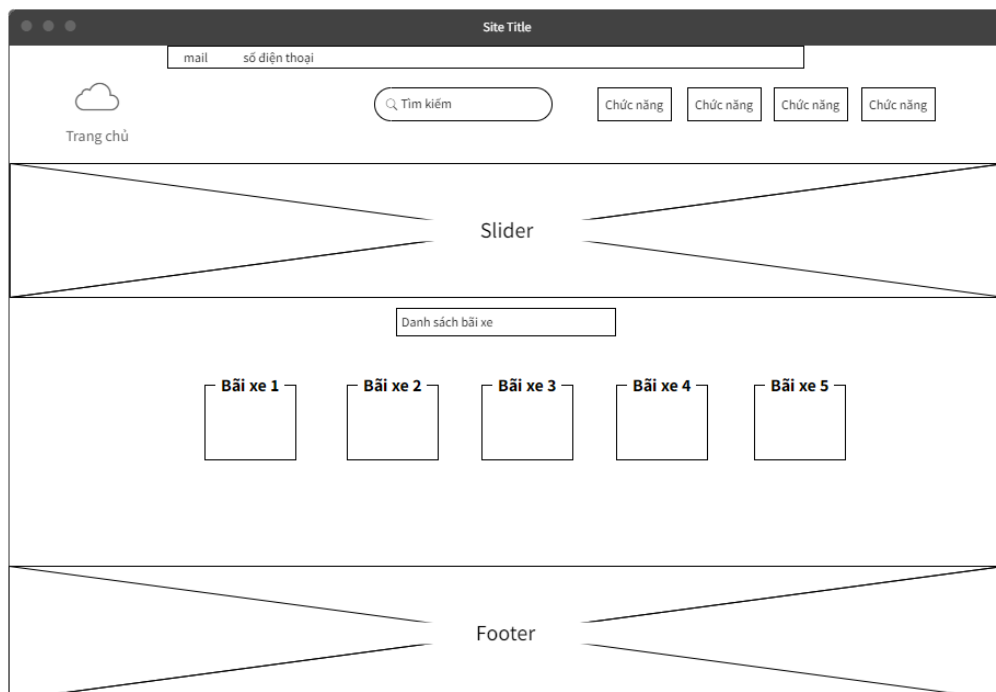 Site Title
mail số điện thoại
Tìm kiếm Chức năng Chức năng Chức năng Chức năng
Trang chủ
Slider
Danh sách bãi xe
Bãi xe 1 Bãi xe 2 Bãi xe 3 Bãi xe 4 Bãi xe 5
Footer